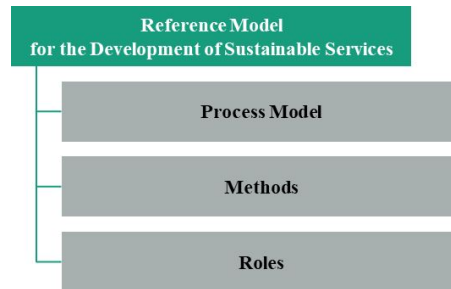 Reference Model
for the Development of Sustainable Services
Process Model
Methods
Roles